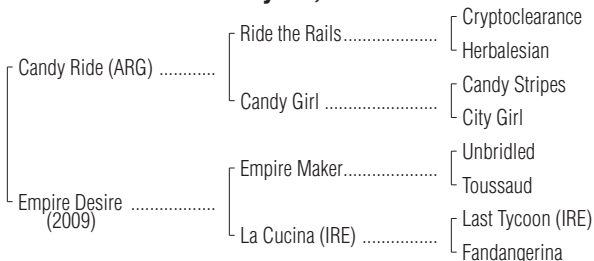 Cryptoclearance
Ride the Rails
Herbalesian
Candy Ride (ARG)
Candy Stripes
Candy Girl
City Girl
Unbridled
Empire Maker
Toussaud
Empire Desire
(2009)
Last Tycoon (IRE)
La Cucina (IRE)
Fandangerina